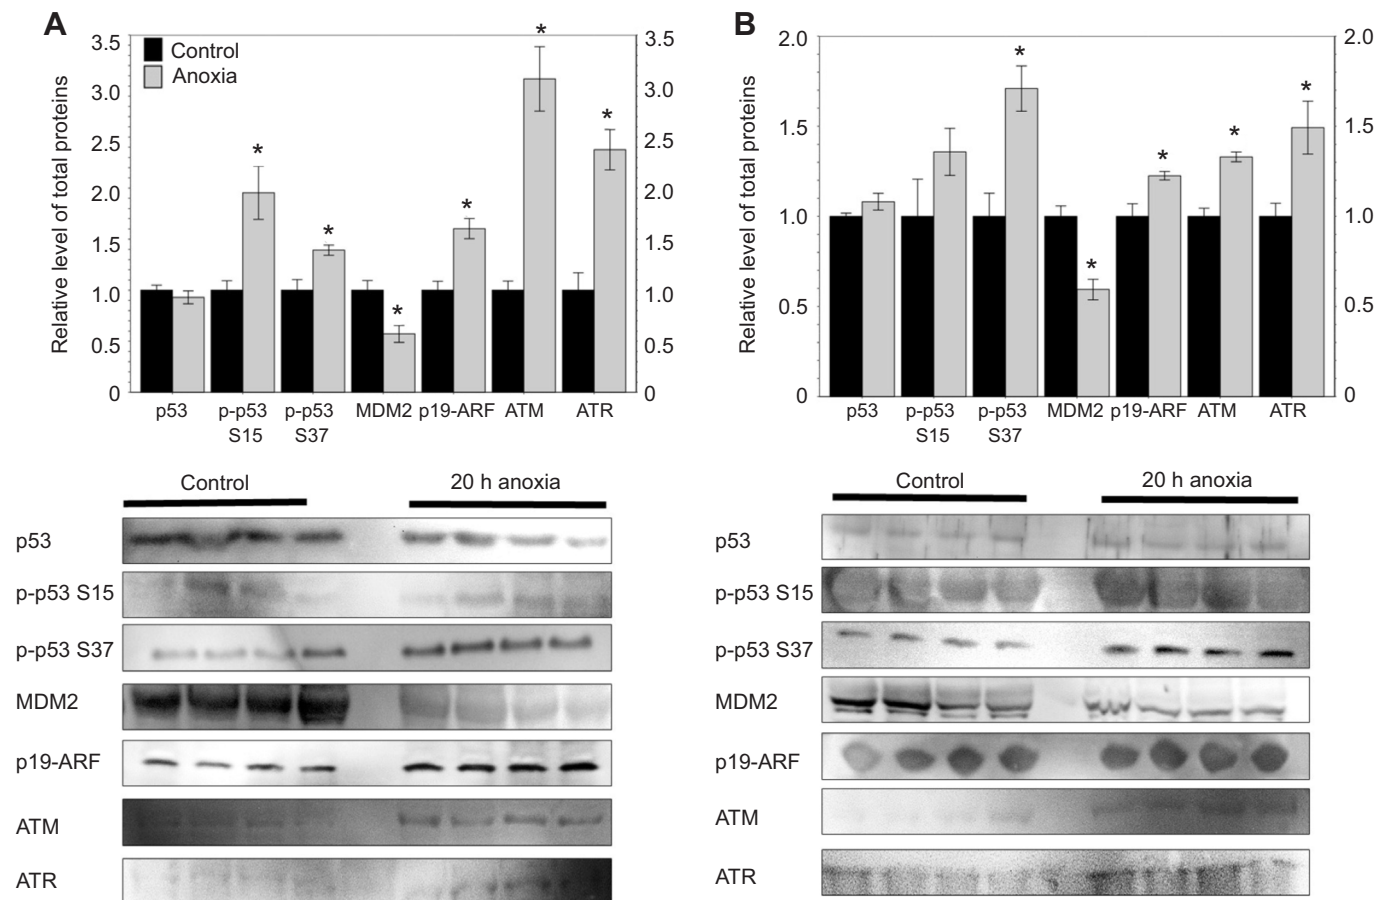 A
Relative level of total proteins
3.5
3.0
2.5
2.0
1.5
1.0
0.5
0
Control
Anoxia
* * * * * *
3.5
3.0
2.5
2.0
1.5
1.0
0.5
0
p53 p-p53 p-p53 MDM2 p19-ARF ATM ATR
S15 S37
Control 20 h anoxia
p53
p-p53 S15
p-p53 S37
MDM2
p19-ARF
ATM
ATR
B
Relative level of total proteins
2.0
1.5
1.0
0.5
0
* * * * *
2.0
1.5
1.0
0.5
0
p53 p-p53 p-p53 MDM2 p19-ARF ATM ATR
S15 S37
Control 20 h anoxia
p53
p-p53 S15
p-p53 S37
MDM2
p19-ARF
ATM
ATR